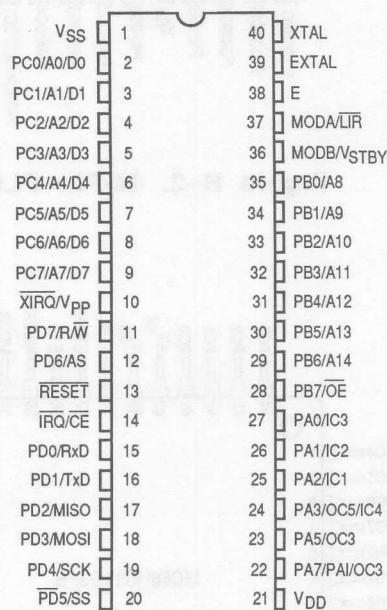 VSS 1 40 XTAL
PC0/A0/D0 2 39 EXTAL
PC1/A1/D1 3 38 E
PC2/A2/D2 4 37 MODA/LIR
PC3/A3/D3 5 36 MODB/VSTBY
PC4/A4/D4 6 35 PB0/A8
PC5/A5/D5 7 34 PB1/A9
PC6/A6/D6 8 33 PB2/A10
PC7/A7/D7 9 32 PB3/A11
XIRQ/VPP 10 31 PB4/A12
PD7/R/W 11 30 PB5/A13
PD6/AS 12 29 PB6/A14
RESET 13 28 PB7/OE
IRQ/CE 14 27 PA0/IC3
PD0/RxD 15 26 PA1/IC2
PD1/TxD 16 25 PA2/IC1
PD2/MISO 17 24 PA3/OC5/IC4
PD3/MOSI 18 23 PA5/OC3
PD4/SCK 19 22 PA7/PAI/OC3
PD5/SS 20 21 VDD